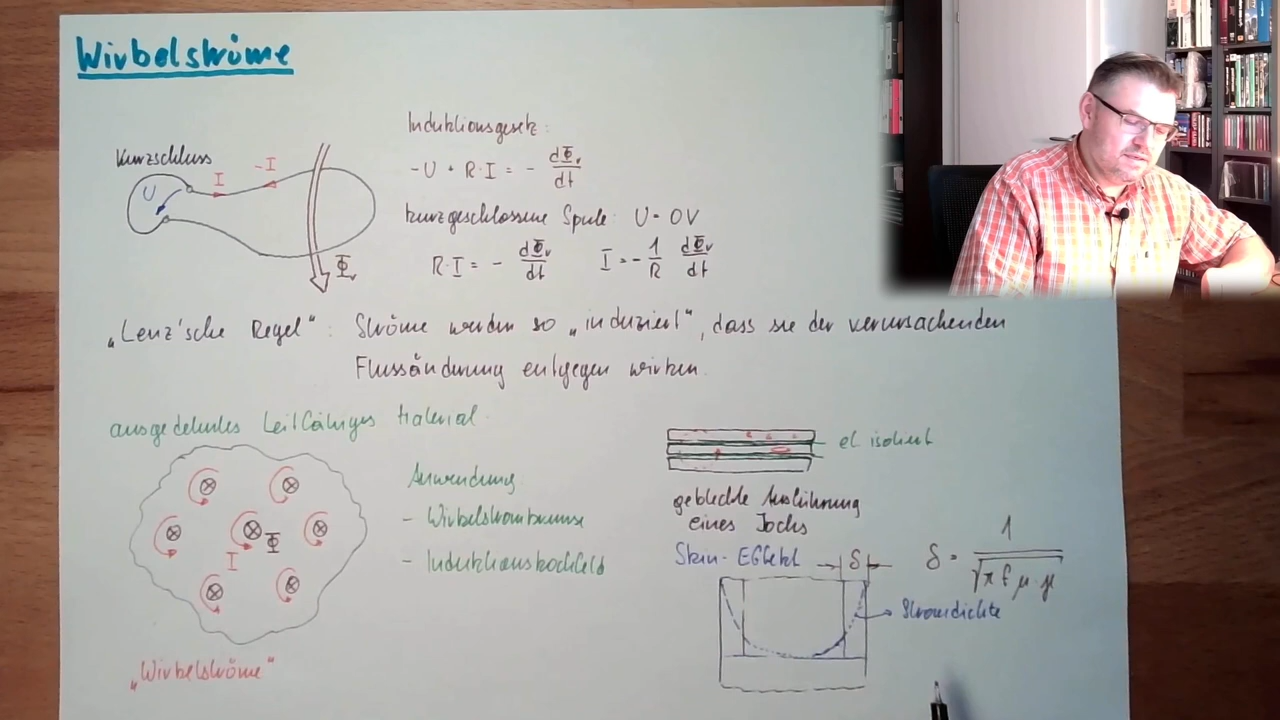 Wirbelströme
Induktionsgesetz:
-U + R·I = - dΦv/dt
Kurzschluss
U
I
-I
Φv
kurzgeschlossene Spule: U = 0V
R·I = - dΦv/dt
I = - 1/R dΦv/dt
„Lenz'sche Regel“: Ströme werden so „induziert“, dass sie der verursachenden
Flussänderung entgegen wirken.
ausgedehntes leitfähiges Material
I
Φ
„Wirbelströme“
Anwendung:
- Wirbelstrombremse
- Induktionskochfeld
el. isoliert
geblechte Ausführung
eines Jochs
Skin-Effekt
δ
δ = 1/√(π f μ · γ)
Stromdichte